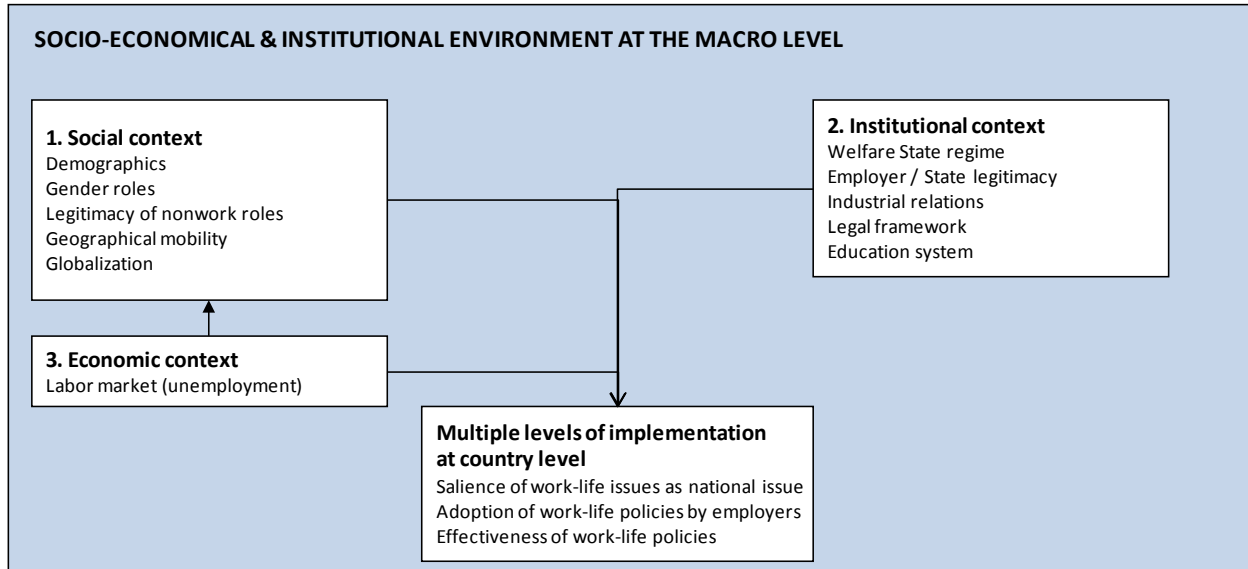 SOCIO-ECONOMICAL & INSTITUTIONAL ENVIRONMENT AT THE MACRO LEVEL
1. Social context
Demographics
Gender roles
Legitimacy of nonwork roles
Geographical mobility
Globalization
2. Institutional context
Welfare State regime
Employer / State legitimacy
Industrial relations
Legal framework
Education system
3. Economic context
Labor market (unemployment)
Multiple levels of implementation
at country level
Salience of work-life issues as national issue
Adoption of work-life policies by employers
Effectiveness of work-life policies